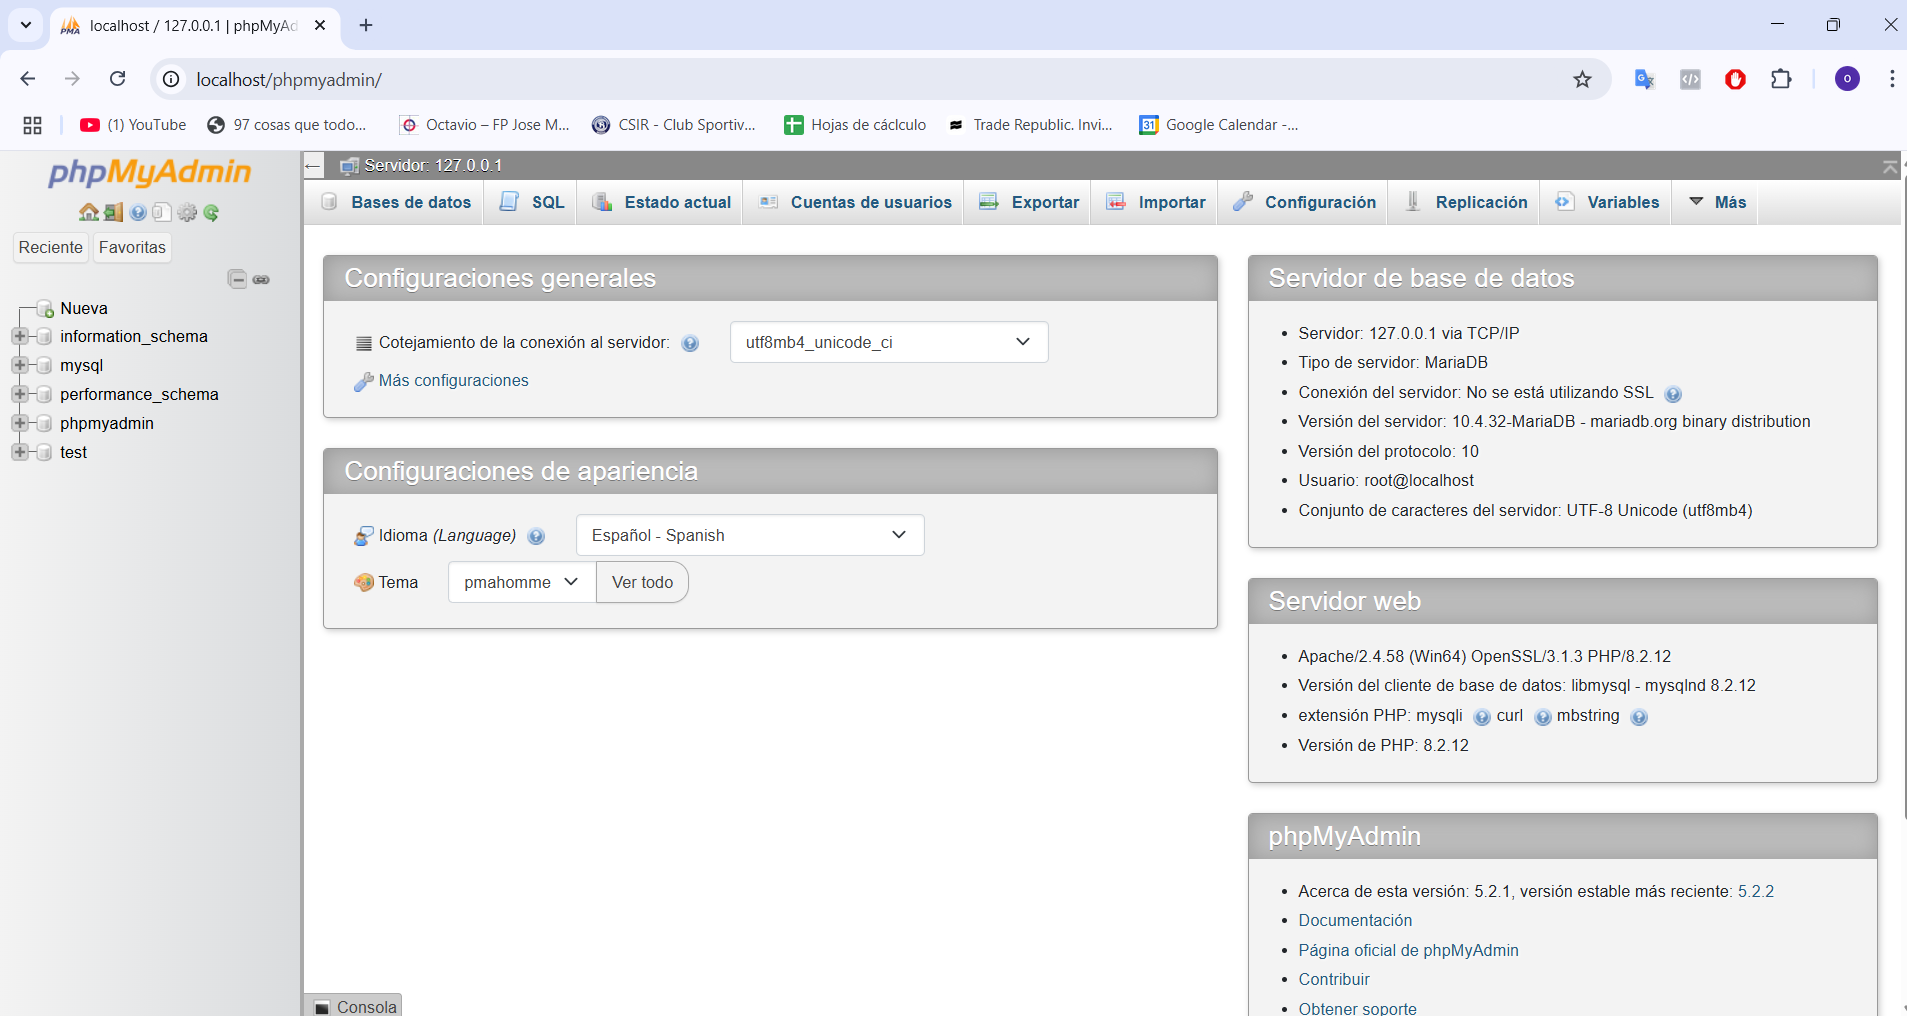 localhost / 127.0.0.1 | phpMyAd
localhost/phpmyadmin/
O
(1) YouTube
97 cosas que todo...
Octavio – FP Jose M...
CSIR - Club Sportiv...
Hojas de cáclculo
Trade Republic. Invi...
31
Google Calendar -...
phpMyAdmin
Reciente
Favoritas
Nueva
information_schema
mysql
performance_schema
phpmyadmin
test
Servidor: 127.0.0.1
Bases de datos
SQL
Estado actual
Cuentas de usuarios
Exportar
Importar
Configuración
Replicación
Variables
Más
Configuraciones generales
Cotejamiento de la conexión al servidor:
utf8mb4_unicode_ci
Más configuraciones
Configuraciones de apariencia
Idioma (Language)
Español - Spanish
Tema
pmahomme
Ver todo
Servidor de base de datos
Servidor: 127.0.0.1 via TCP/IP
Tipo de servidor: MariaDB
Conexión del servidor: No se está utilizando SSL
Versión del servidor: 10.4.32-MariaDB - mariadb.org binary distribution
Versión del protocolo: 10
Usuario: root@localhost
Conjunto de caracteres del servidor: UTF-8 Unicode (utf8mb4)
Servidor web
Apache/2.4.58 (Win64) OpenSSL/3.1.3 PHP/8.2.12
Versión del cliente de base de datos: libmysql - mysqlnd 8.2.12
extensión PHP: mysqli curl mbstring
Versión de PHP: 8.2.12
phpMyAdmin
Acerca de esta versión: 5.2.1, versión estable más reciente: 5.2.2
Documentación
Página oficial de phpMyAdmin
Contribuir
Obtener soporte
Consola